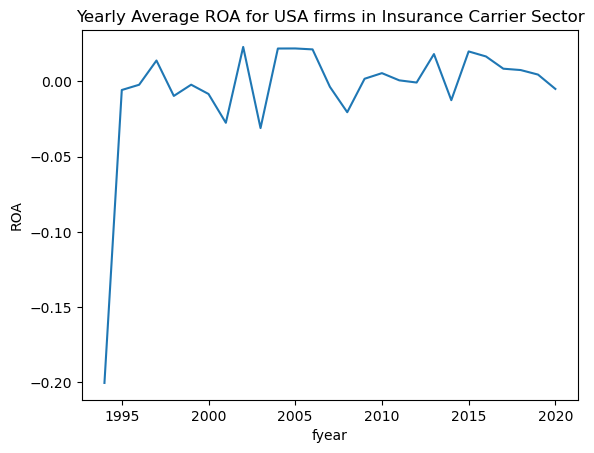 Yearly Average ROA for USA firms in Insurance Carrier Sector
ROA
0.00
−0.05
−0.10
−0.15
−0.20
1995 2000 2005 2010 2015 2020
fyear